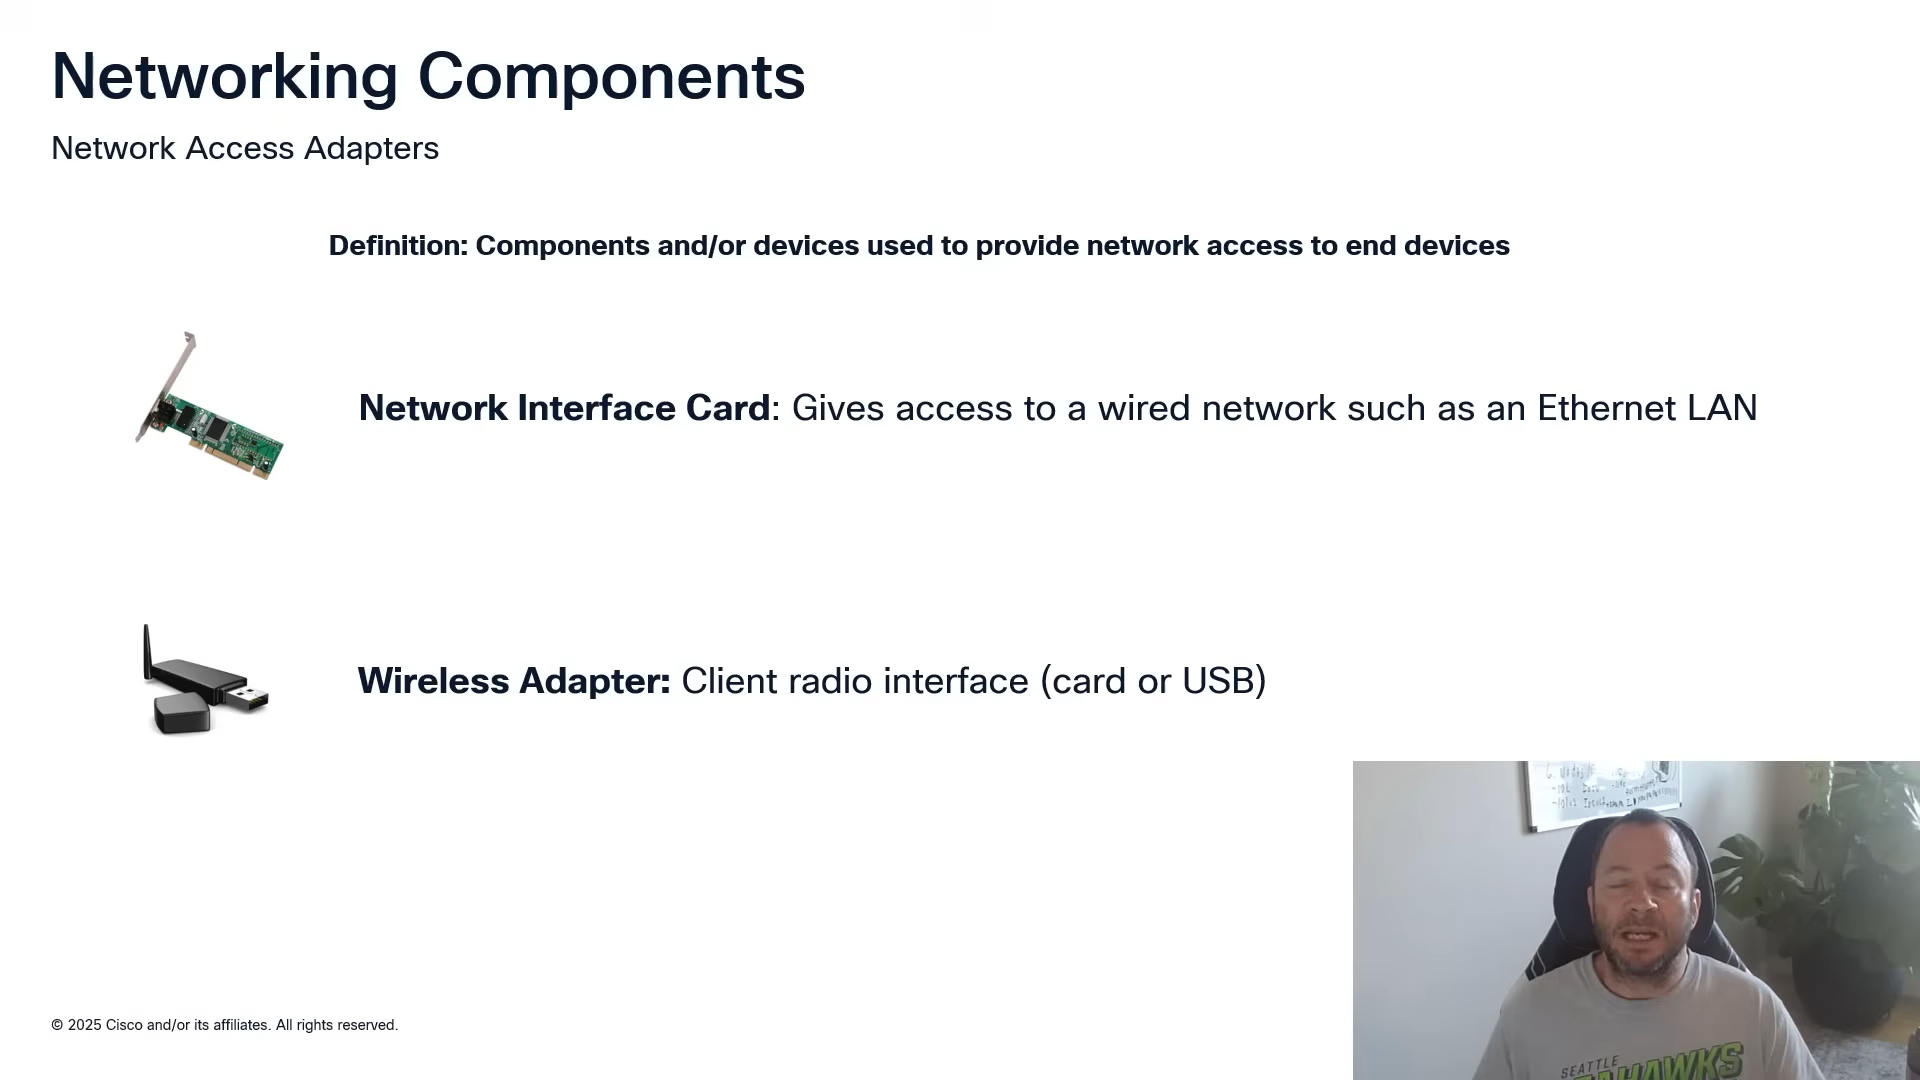 Networking Components
Network Access Adapters
Definition: Components and/or devices used to provide network access to end devices
Network Interface Card: Gives access to a wired network such as an Ethernet LAN
Wireless Adapter: Client radio interface (card or USB)
SEATTLE
© 2025 Cisco and/or its affiliates. All rights reserved.